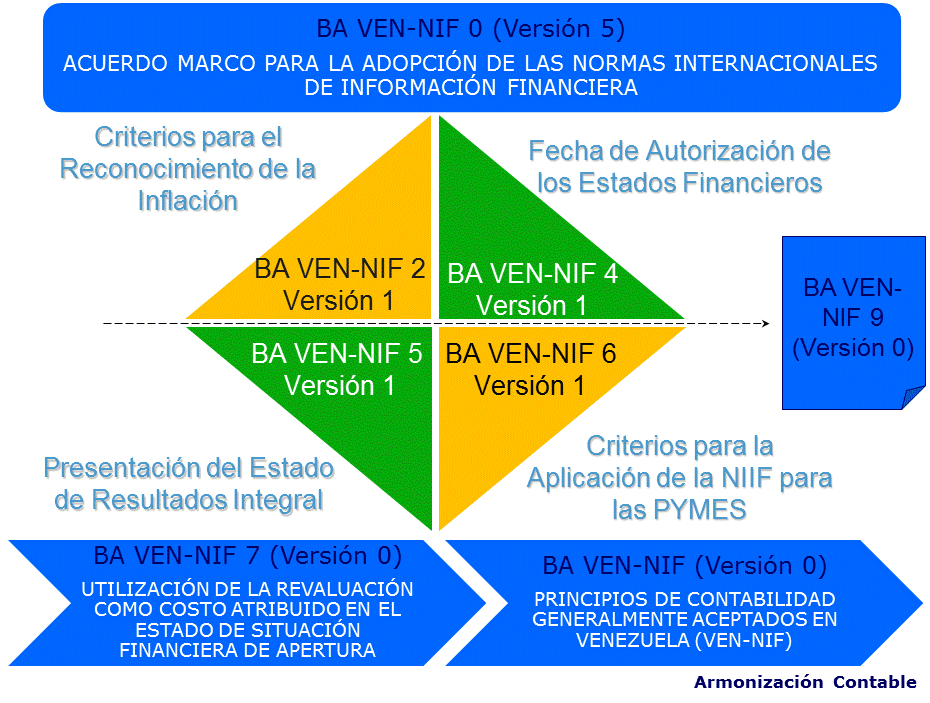 BA VEN-NIF 0 (Versión 5)
ACUERDO MARCO PARA LA ADOPCIÓN DE LAS NORMAS INTERNACIONALES
DE INFORMACIÓN FINANCIERA
Criterios para el
Reconocimiento de la
Inflación
Fecha de Autorización de
los Estados Financieros
BA VEN-NIF 2
Versión 1
BA VEN-NIF 4
Versión 1
BA VEN-
NIF 9
(Versión 0)
BA VEN-NIF 5
Versión 1
BA VEN-NIF 6
Versión 1
Presentación del Estado
de Resultados Integral
Criterios para la
Aplicación de la NIIF para
las PYMES
BA VEN-NIF 7 (Versión 0)
UTILIZACIÓN DE LA REVALUACIÓN
COMO COSTO ATRIBUIDO EN EL
ESTADO DE SITUACIÓN
FINANCIERA DE APERTURA
BA VEN-NIF (Versión 0)
PRINCIPIOS DE CONTABILIDAD
GENERALMENTE ACEPTADOS EN
VENEZUELA (VEN-NIF)
Armonización Contable